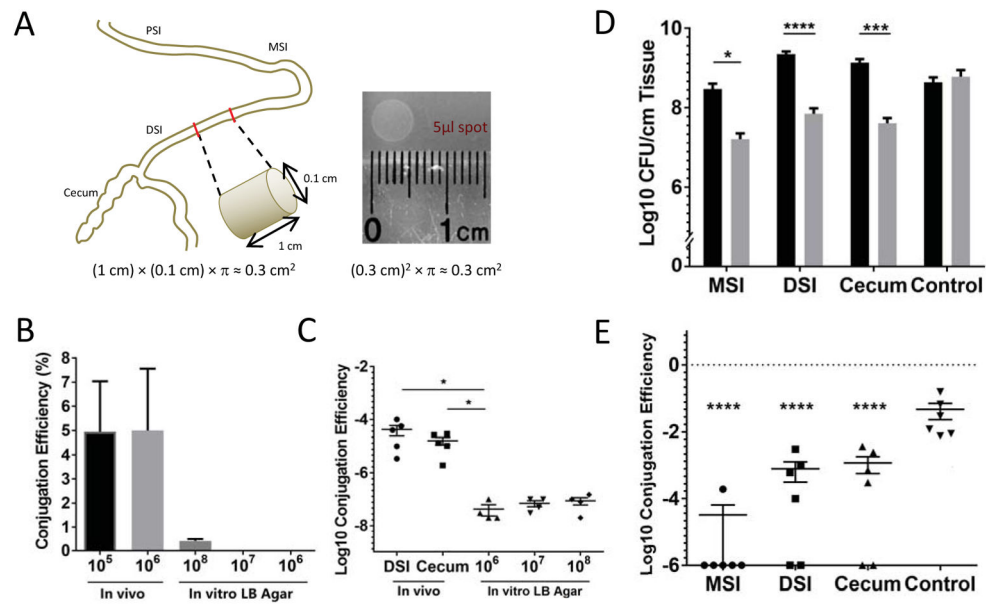 A
PSI
MSI
DSI
Cecum
0.1 cm
1 cm
(1 cm) × (0.1 cm) × π ≈ 0.3 cm²
5μl spot
0 1 cm
(0.3 cm)² × π ≈ 0.3 cm²
B
Conjugation Efficiency (%)
8
7
6
5
4
3
2
1
0
10⁵ 10⁶ 10⁸ 10⁷ 10⁶
In vivo In vitro LB Agar
C
Log10 Conjugation Efficiency
-2
-4
-6
-8
*
*
DSI Cecum 10⁶ 10⁷ 10⁸
In vivo In vitro LB Agar
D
Log10 CFU/cm Tissue
10
8
6
0
* **** ***
MSI DSI Cecum Control
E
Log10 Conjugation Efficiency
0
-2
-4
-6
**** **** ****
MSI DSI Cecum Control